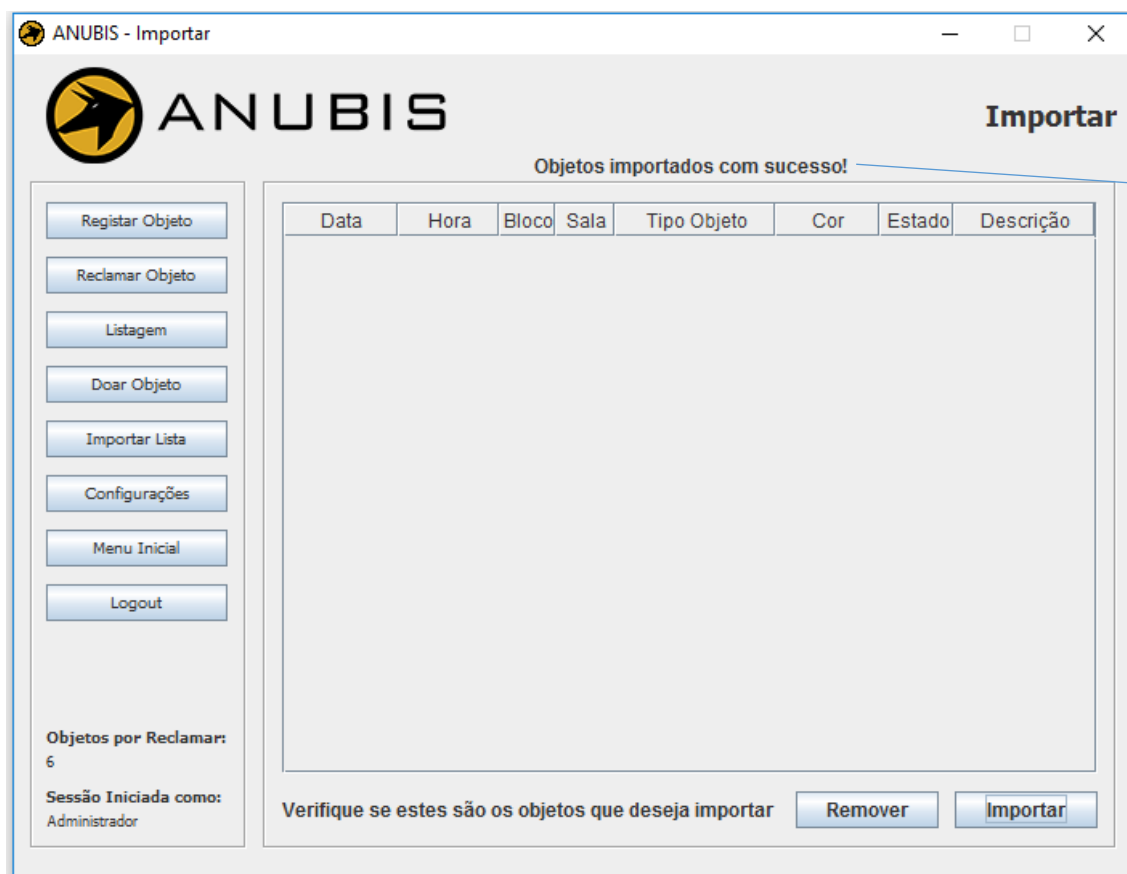 ANUBIS - Importar
ANUBIS
Importar
Objetos importados com sucesso!
Registar Objeto
Reclamar Objeto
Listagem
Doar Objeto
Importar Lista
Configurações
Menu Inicial
Logout
Objetos por Reclamar:
6
Sessão Iniciada como:
Administrador
Data Hora Bloco Sala Tipo Objeto Cor Estado Descrição
Verifique se estes são os objetos que deseja importar Remover Importar